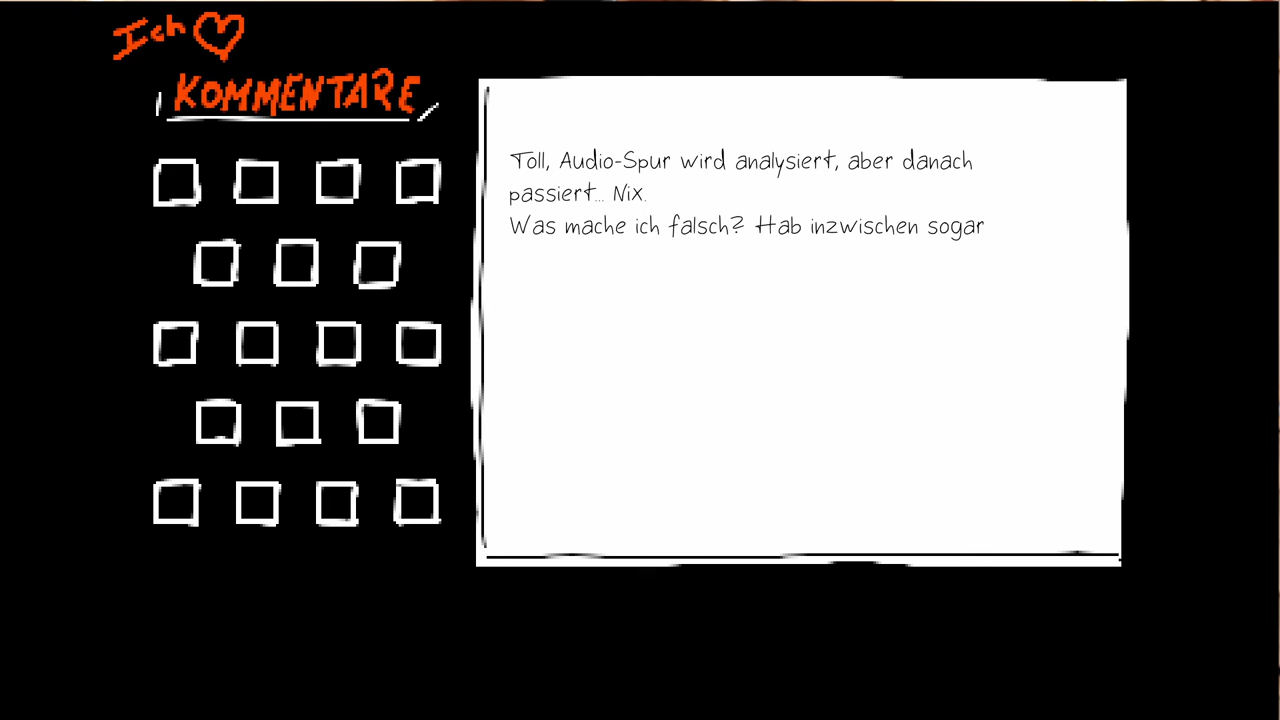 Ich
KOMMENTARE
Toll, Audio-Spur wird analysiert, aber danach
passiert... Nix.
Was mache ich falsch? Hab inzwischen sogar